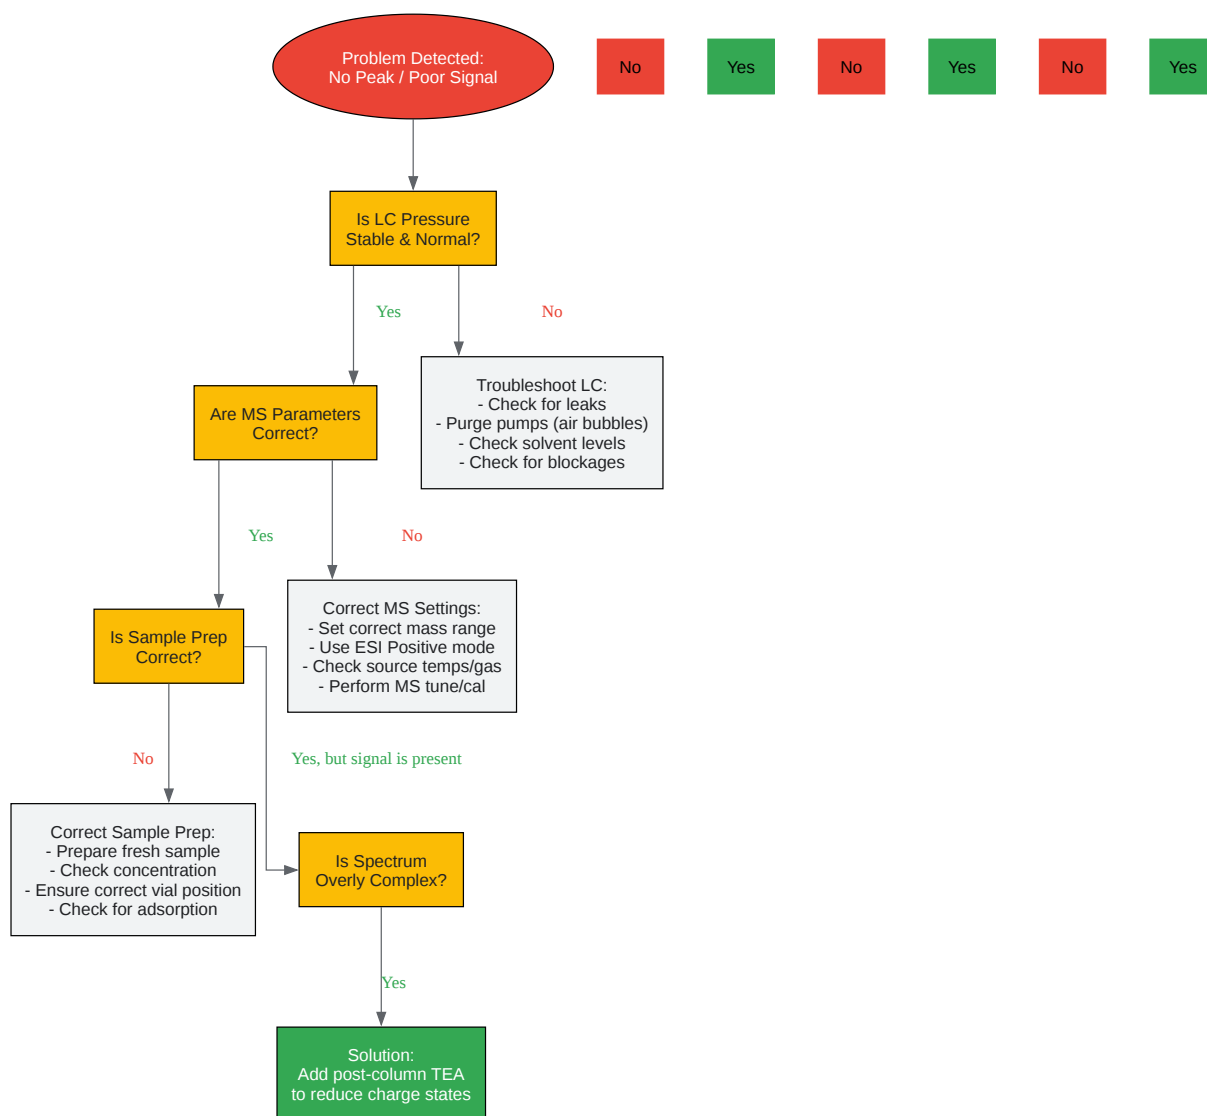 Problem Detected:
No Peak / Poor Signal
No
Yes
No
Yes
No
Yes
Is LC Pressure
Stable & Normal?
Yes
No
Troubleshoot LC:
- Check for leaks
- Purge pumps (air bubbles)
- Check solvent levels
- Check for blockages
Are MS Parameters
Correct?
Yes
No
Correct MS Settings:
- Set correct mass range
- Use ESI Positive mode
- Check source temps/gas
- Perform MS tune/cal
Is Sample Prep
Correct?
No
Yes, but signal is present
Correct Sample Prep:
- Prepare fresh sample
- Check concentration
- Ensure correct vial position
- Check for adsorption
Is Spectrum
Overly Complex?
Yes
Solution:
Add post-column TEA
to reduce charge states